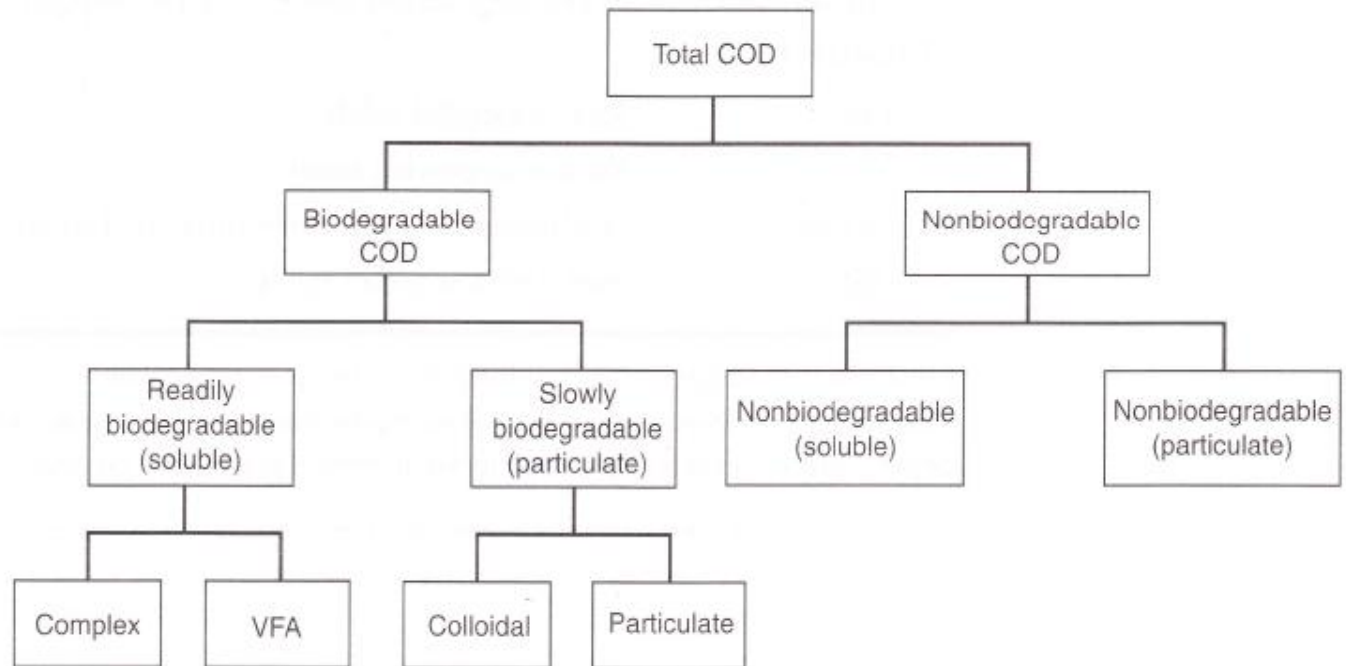 Total COD
Biodegradable
COD
Nonbiodegradable
COD
Readily
biodegradable
(soluble)
Slowly
biodegradable
(particulate)
Nonbiodegradable
(soluble)
Nonbiodegradable
(particulate)
Complex
VFA
Colloidal
Particulate